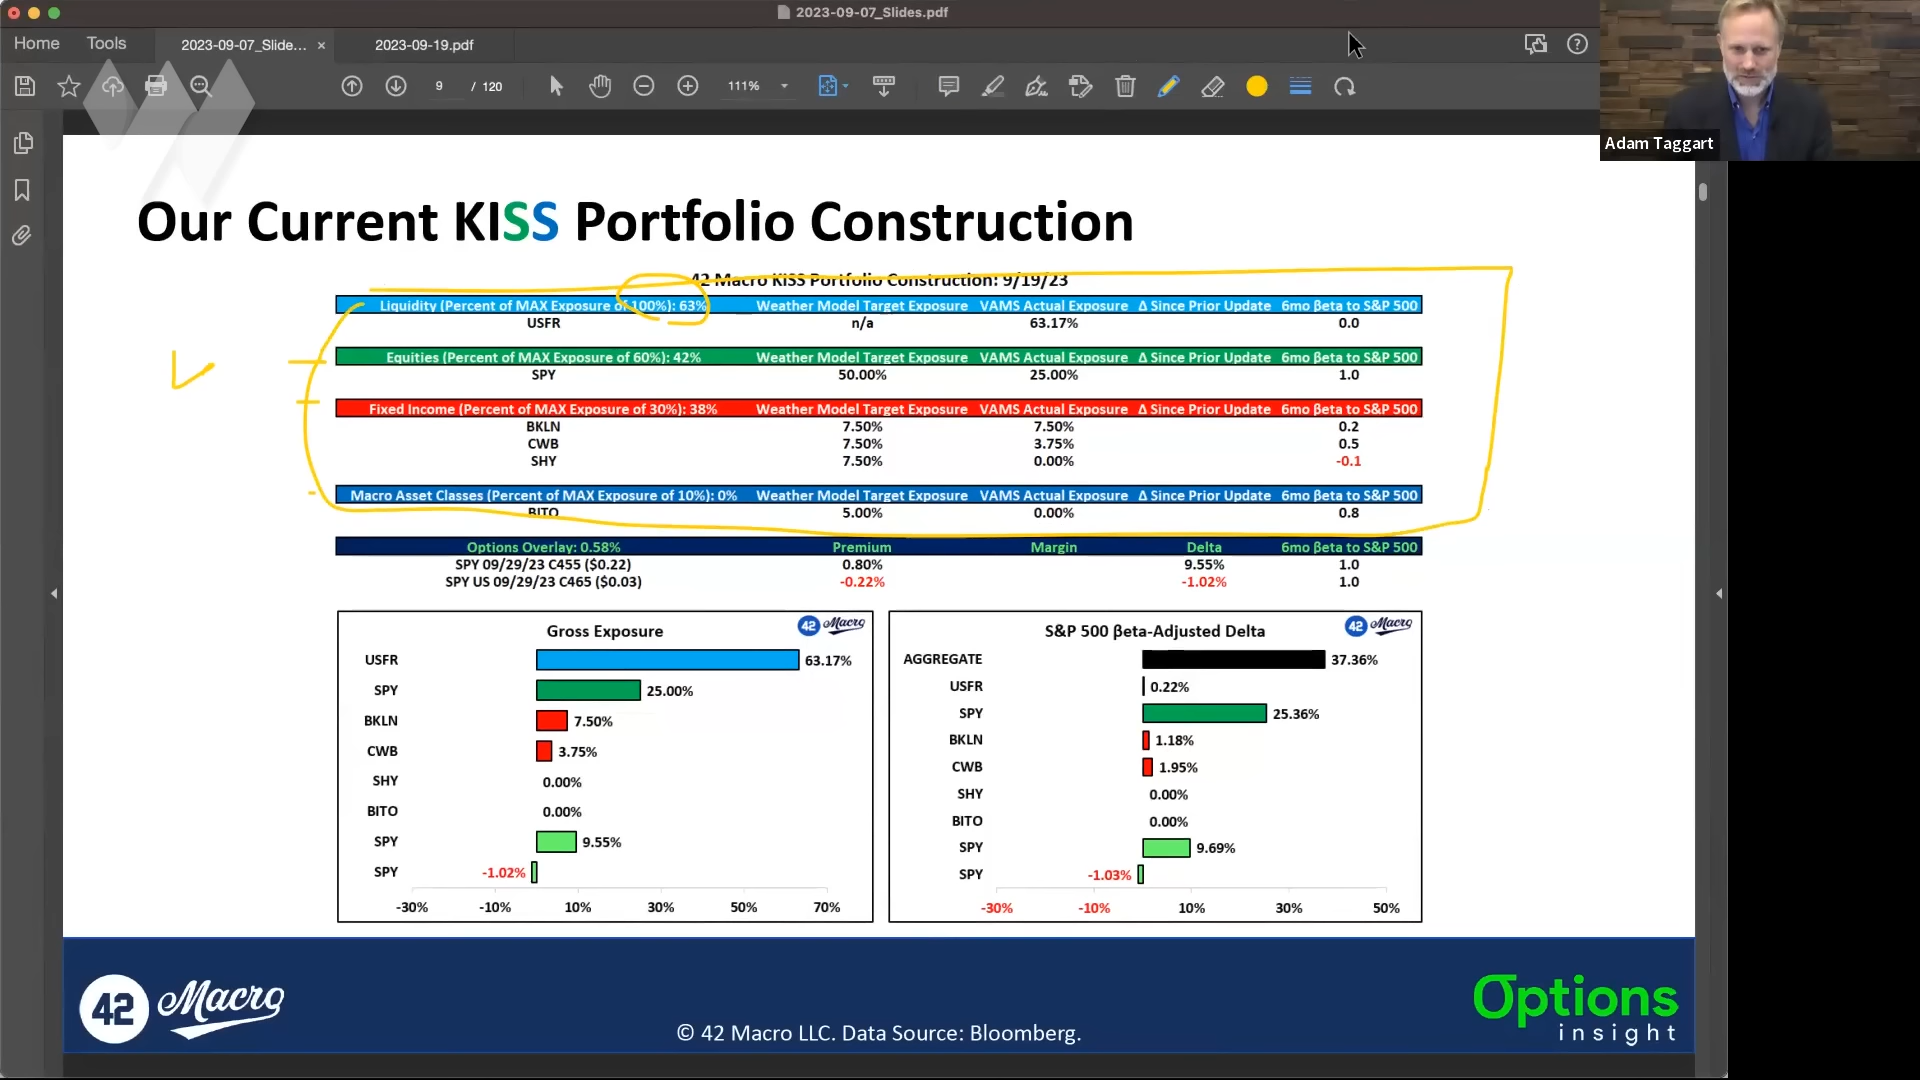 2023-09-07_Slides.pdf
Home Tools 2023-09-07_Slide... × 2023-09-19.pdf
9 / 120 111%
Adam Taggart
Our Current KISS Portfolio Construction
42 Macro KISS Portfolio Construction: 9/19/23
Liquidity (Percent of MAX Exposure of 100%): 63% Weather Model Target Exposure VAMS Actual Exposure Δ Since Prior Update 6mo βeta to S&P 500
USFR n/a 63.17% 0.0
Equities (Percent of MAX Exposure of 60%): 42% Weather Model Target Exposure VAMS Actual Exposure Δ Since Prior Update 6mo βeta to S&P 500
SPY 50.00% 25.00% 1.0
Fixed Income (Percent of MAX Exposure of 30%): 38% Weather Model Target Exposure VAMS Actual Exposure Δ Since Prior Update 6mo βeta to S&P 500
BKLN 7.50% 7.50% 0.2
CWB 7.50% 3.75% 0.5
SHY 7.50% 0.00% -0.1
Macro Asset Classes (Percent of MAX Exposure of 10%): 0% Weather Model Target Exposure VAMS Actual Exposure Δ Since Prior Update 6mo βeta to S&P 500
BITO 5.00% 0.00% 0.8
Options Overlay: 0.58% Premium Margin Delta 6mo βeta to S&P 500
SPY 09/29/23 C455 ($0.22) 0.80% 9.55% 1.0
SPY US 09/29/23 C465 ($0.03) -0.22% -1.02% 1.0
Gross Exposure
42 Macro
USFR 63.17%
SPY 25.00%
BKLN 7.50%
CWB 3.75%
SHY 0.00%
BITO 0.00%
SPY 9.55%
SPY -1.02%
-30% -10% 10% 30% 50% 70%
S&P 500 βeta-Adjusted Delta
42 Macro
AGGREGATE 37.36%
USFR 0.22%
SPY 25.36%
BKLN 1.18%
CWB 1.95%
SHY 0.00%
BITO 0.00%
SPY 9.69%
SPY -1.03%
-30% -10% 10% 30% 50%
42 Macro
© 42 Macro LLC. Data Source: Bloomberg.
Options
insight